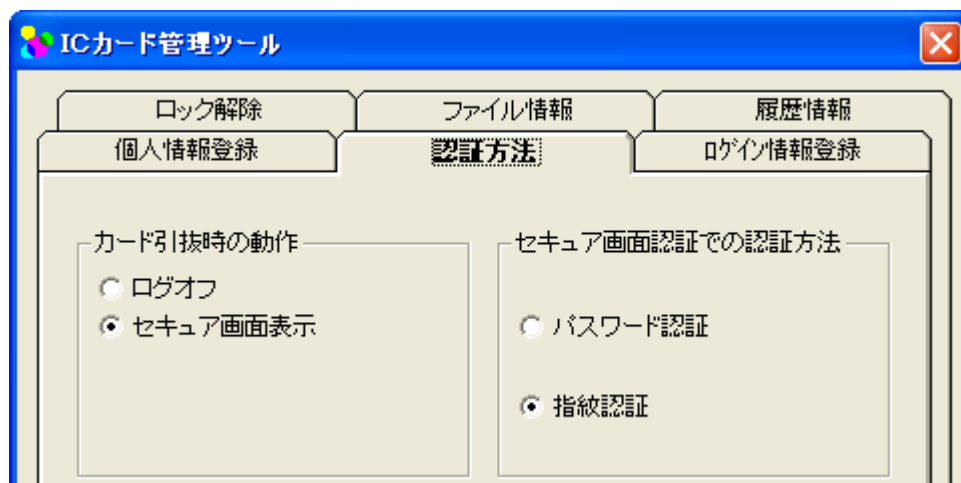 ICカード管理ツール
ロック解除 ファイル情報 履歴情報
個人情報登録 認証方法 ログイン情報登録
カード引抜時の動作
ログオフ
セキュア画面表示
セキュア画面認証での認証方法
パスワード認証
指紋認証